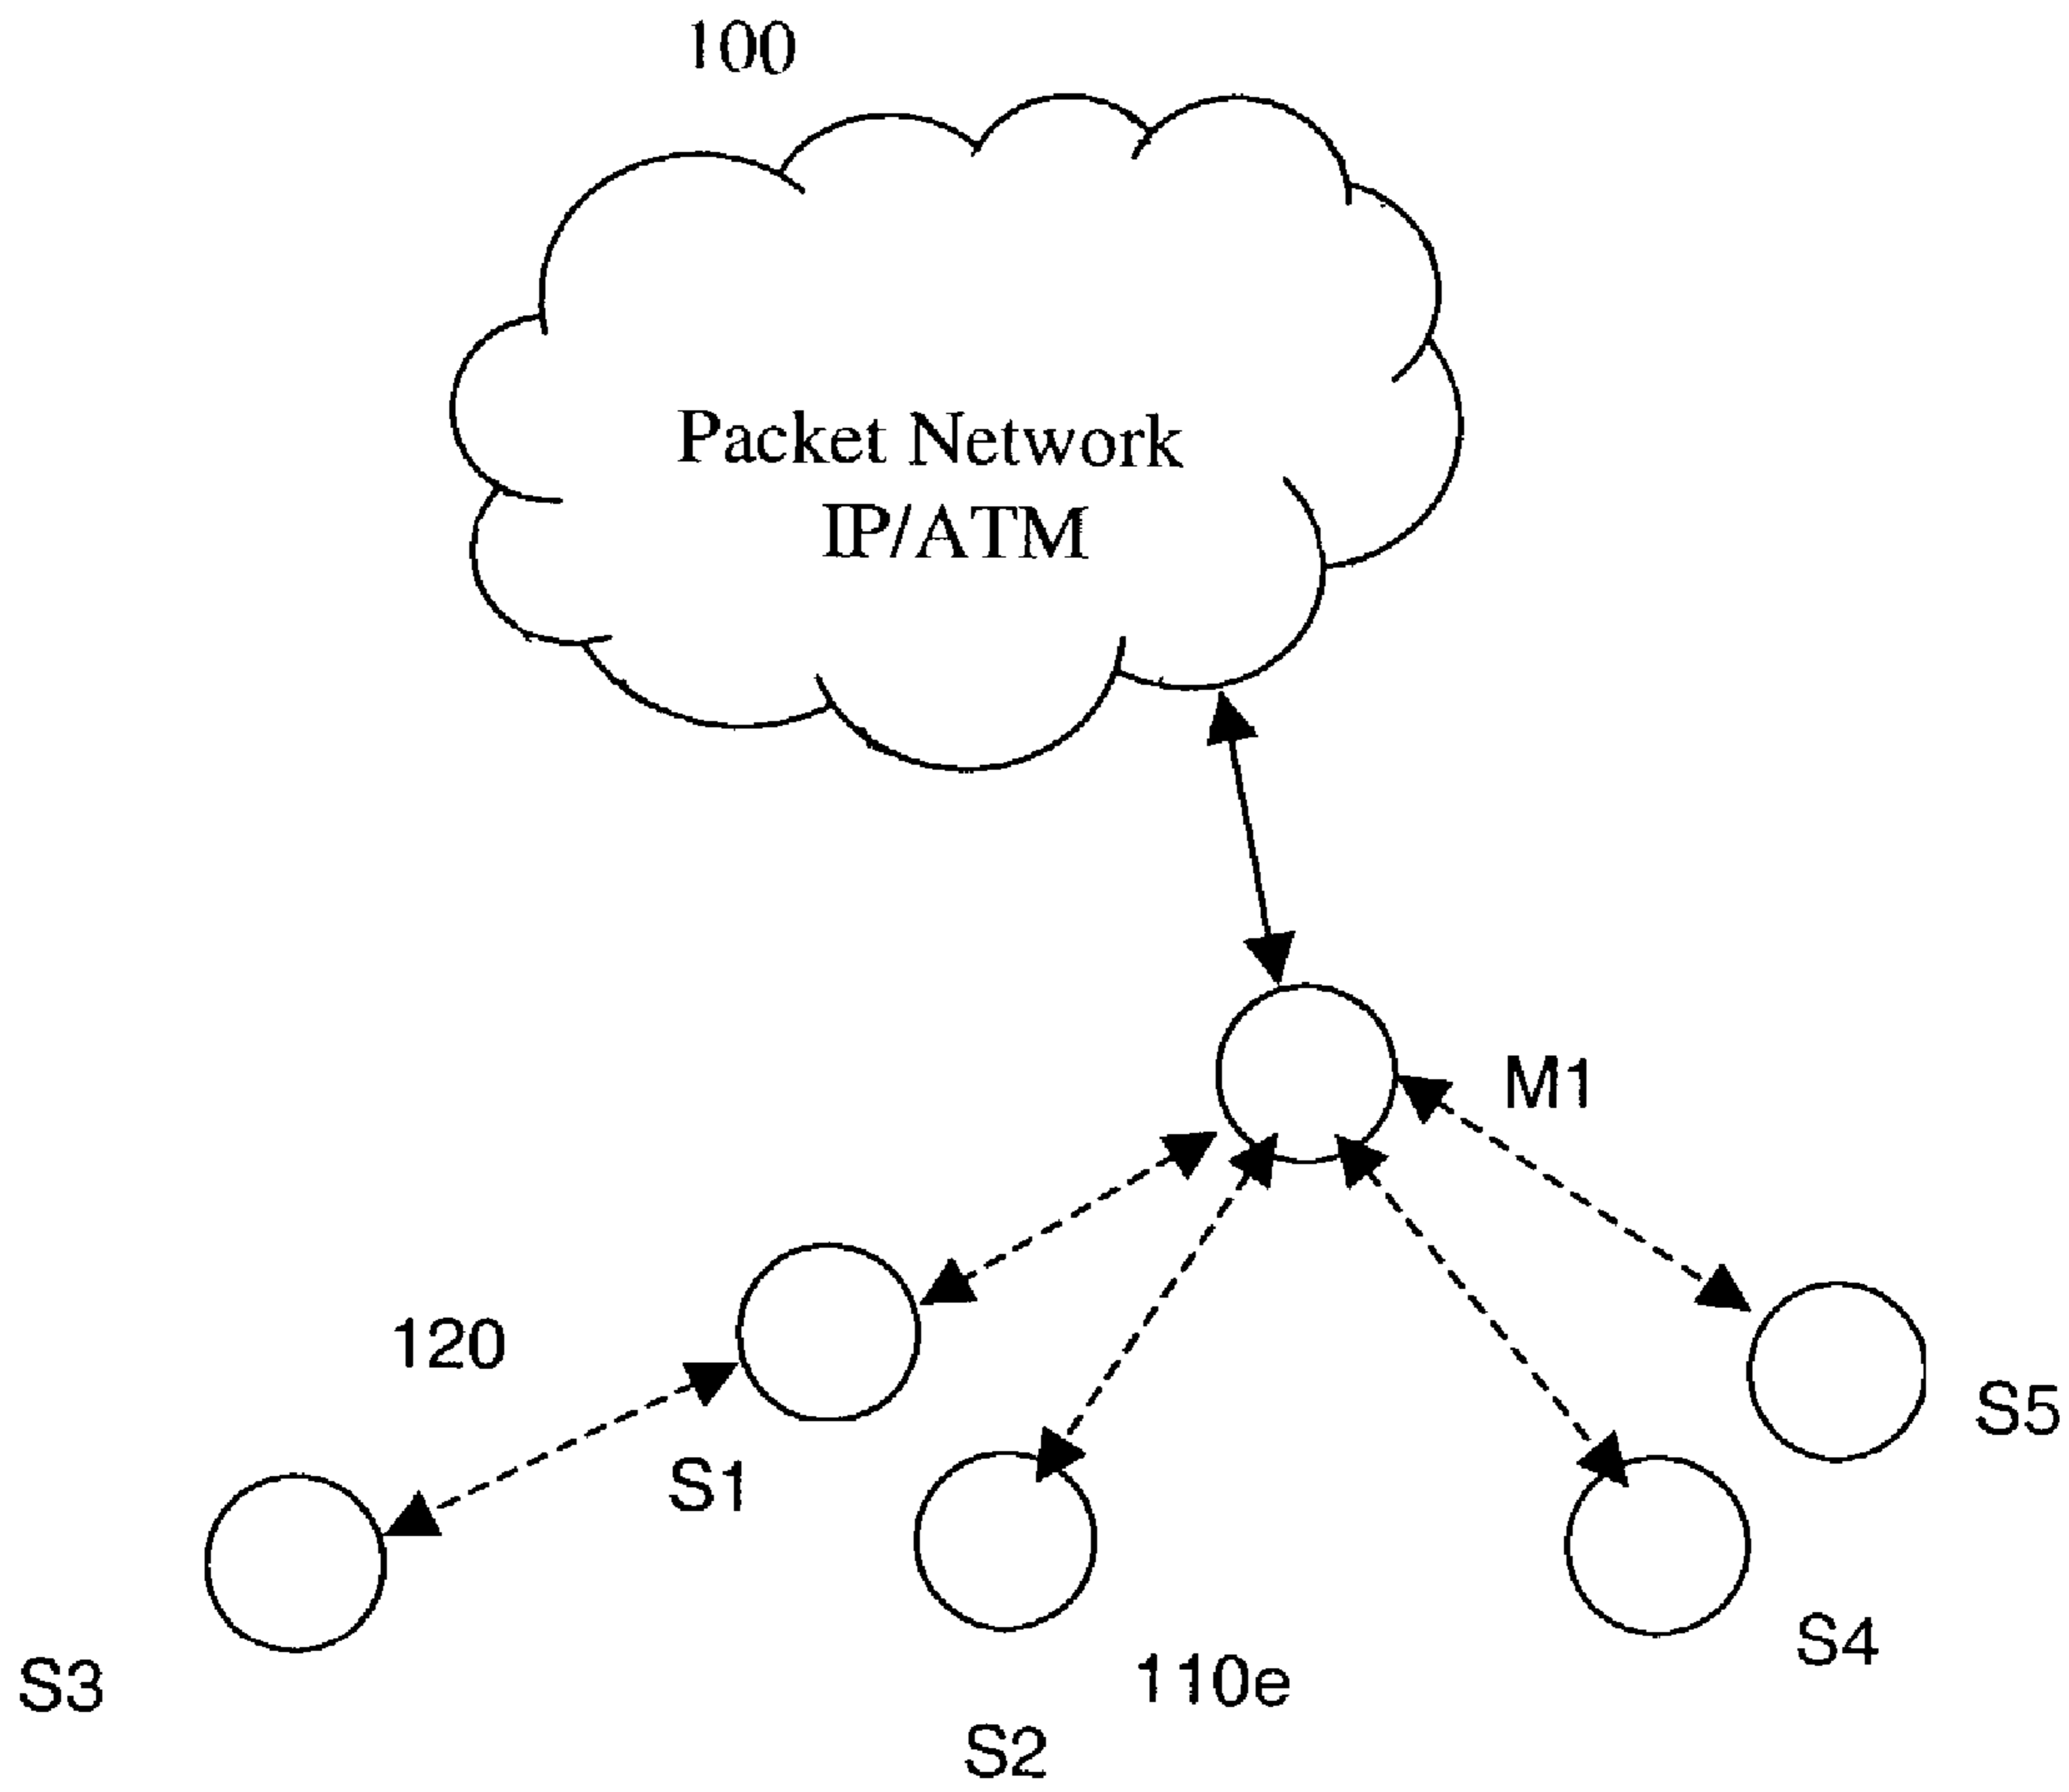 100
Packet Network
IP/ATM
M1
120
S1
S5
S3
110e
S4
S2